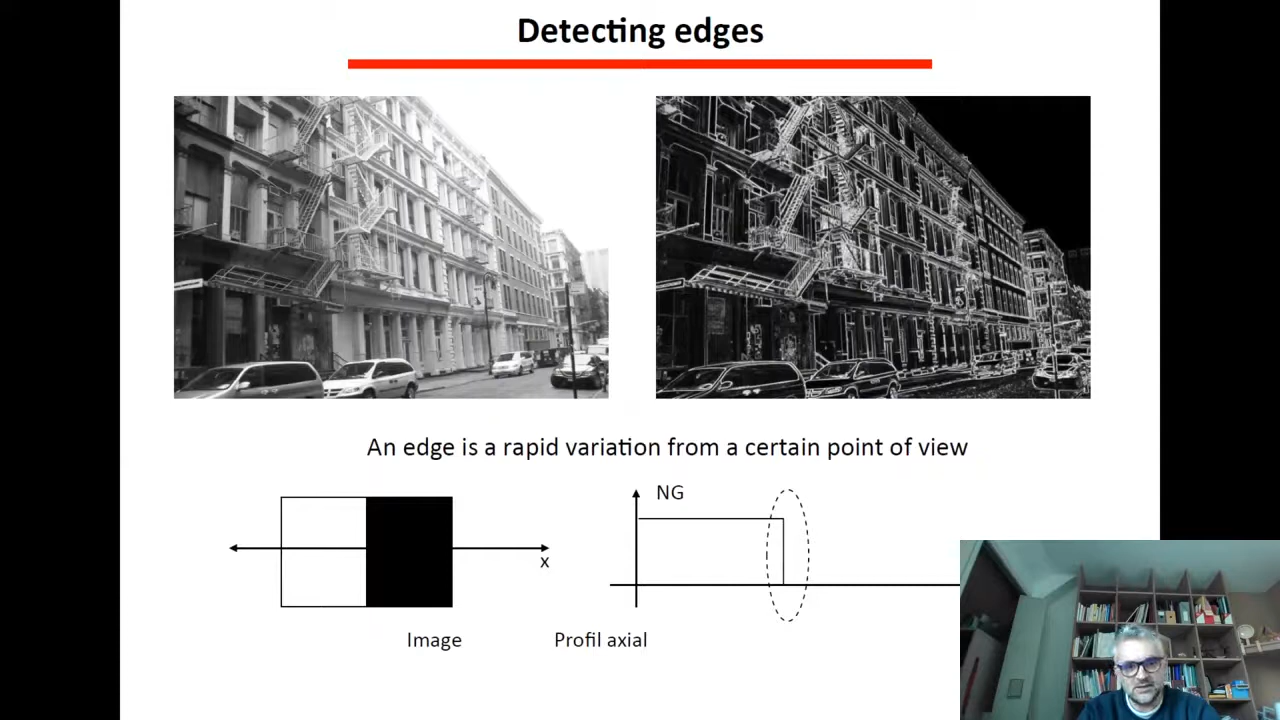 Detecting edges
An edge is a rapid variation from a certain point of view
NG
x
Image
Profil axial